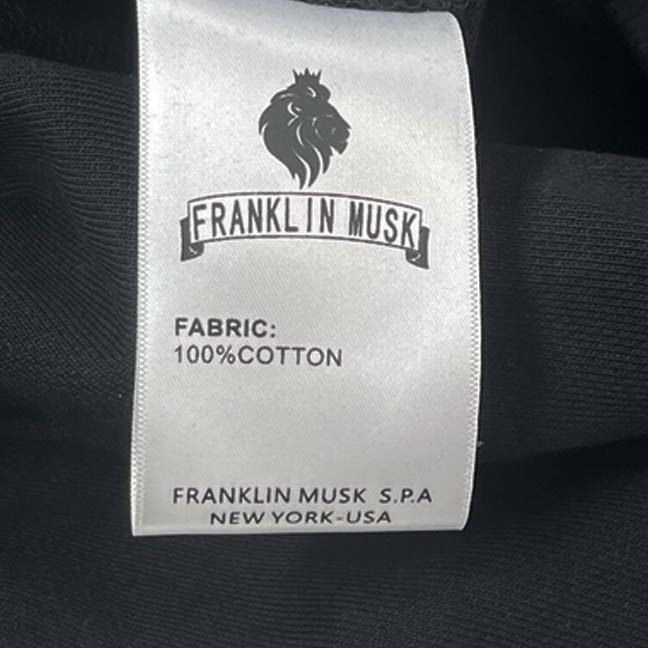 FRANKLIN MUSK
FABRIC:
100%COTTON
FRANKLIN MUSK S.P.A
NEW YORK-USA